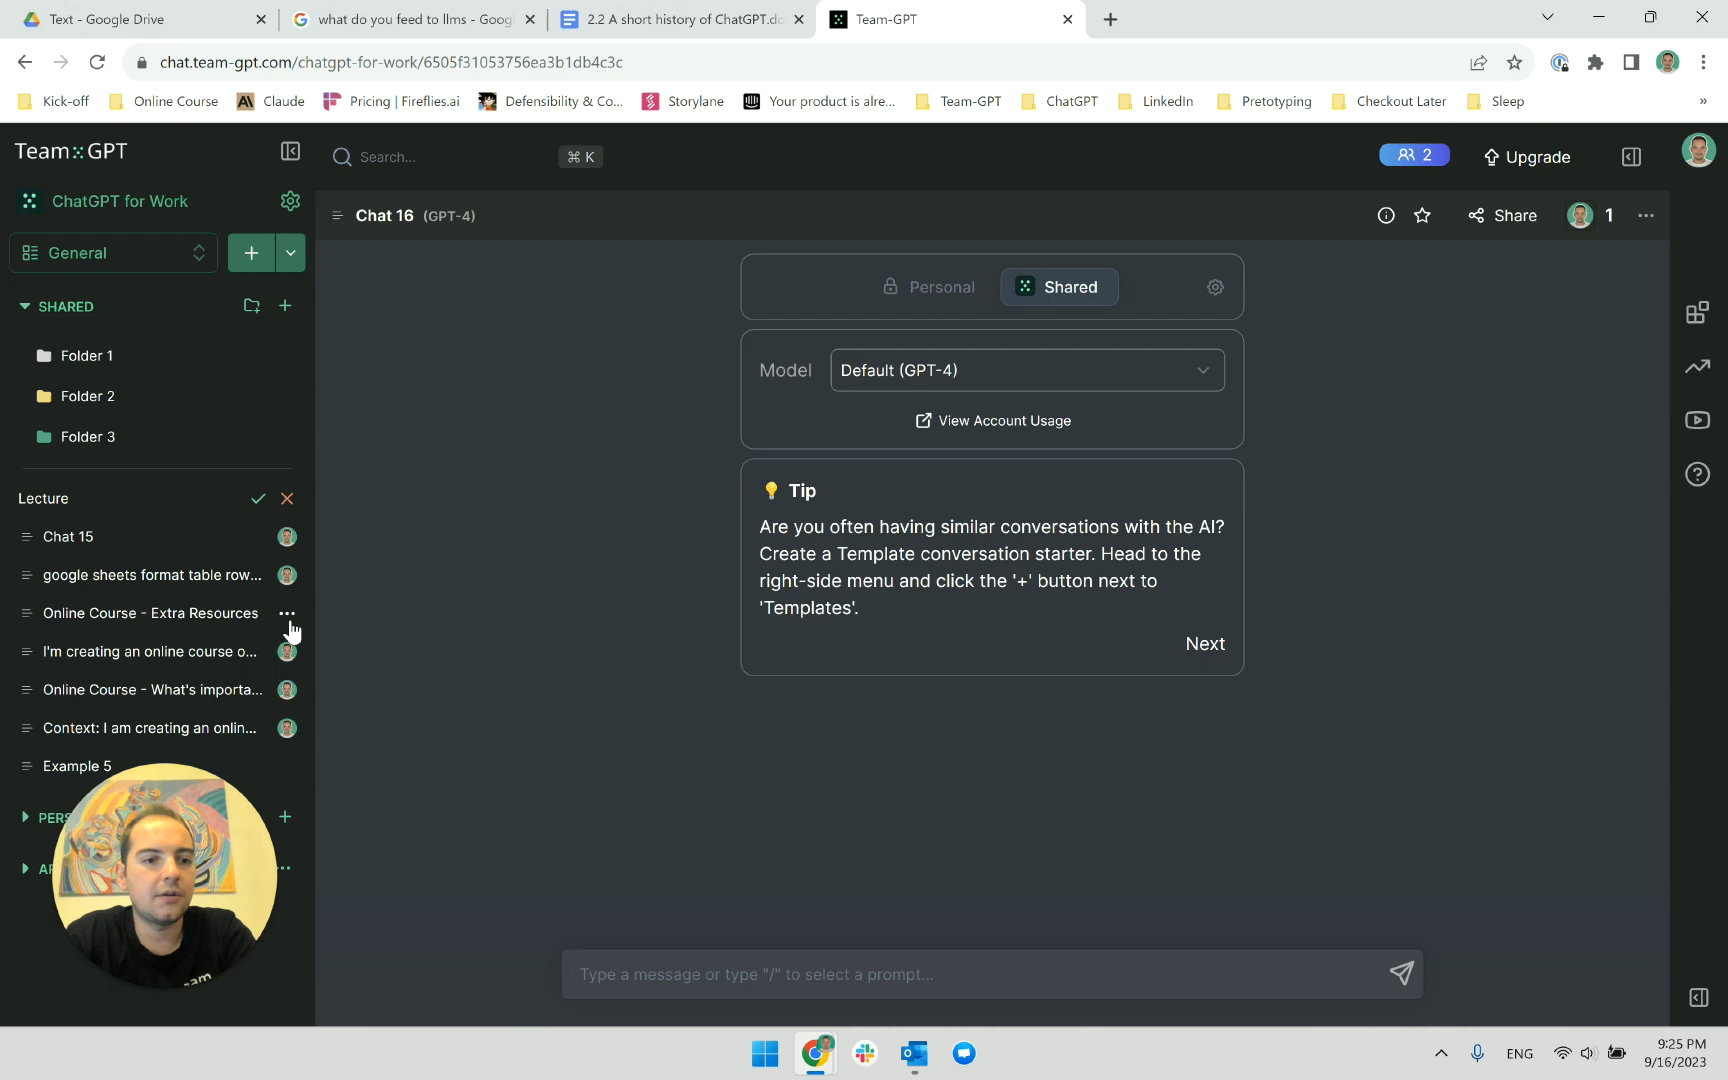 Text - Google Drive
what do you feed to llms - Goog
2.2 A short history of ChatGPT.do
Team-GPT
chat.team-gpt.com/chatgpt-for-work/6505f31053756ea3b1db4c3c
Kick-off
Online Course
Claude
Pricing | Fireflies.ai
Defensibility & Co...
Storylane
Your product is alre...
Team-GPT
ChatGPT
LinkedIn
Pretotyping
Checkout Later
Sleep
»
Team GPT
Search...
⌘ K
2
Upgrade
ChatGPT for Work
Chat 16 (GPT-4)
Share
1
General
Personal
Shared
SHARED
Folder 1
Folder 2
Folder 3
Model
Default (GPT-4)
View Account Usage
Lecture
Chat 15
google sheets format table row...
Online Course - Extra Resources
I'm creating an online course o...
Online Course - What's importa...
Context: I am creating an onlin...
Example 5
PERS
Tip
Are you often having similar conversations with the AI?
Create a Template conversation starter. Head to the
right-side menu and click the '+' button next to
'Templates'.
Next
Type a message or type "/" to select a prompt...
ENG
9:25 PM
9/16/2023